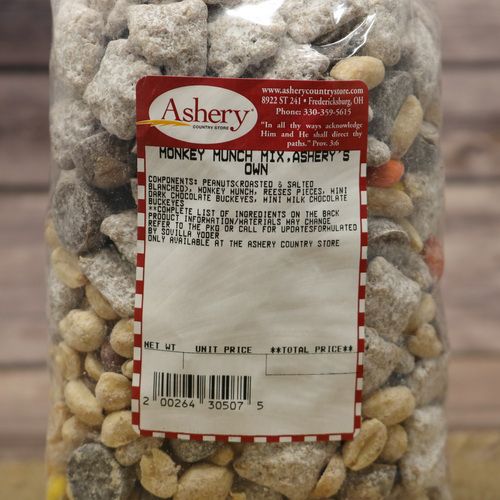 Ashery
COUNTRY STORE
www.asherycountrystore.com
8922 ST 241 • Fredericksburg, OH
Phone: 330-359-5615
"In all thy ways acknowledge
Him and He shall direct thy
paths." Prov. 3:6
MONKEY MUNCH MIX,ASHERY'S
OWN
COMPONENTS: PEANUTS(ROASTED & SALTED
BLANCHED>, MONKEY MUNCH, REESES PIECES, MINI
DARK CHOCOLATE BUCKEYES, MINI MILK CHOCOLATE
BUCKEYES
**COMPLETE LIST OF INGREDIENTS ON THE BACK
PRODUCT INFORMATION/MATERIALS MAY CHANGE
REFER TO THE PKG OR CALL FOR UPDATESFORMULATED
BY SOVILLA YODER
ONLY AVAILABLE AT THE ASHERY COUNTRY STORE
NET WT UNIT PRICE **TOTAL PRICE**
2 00264 30507 5